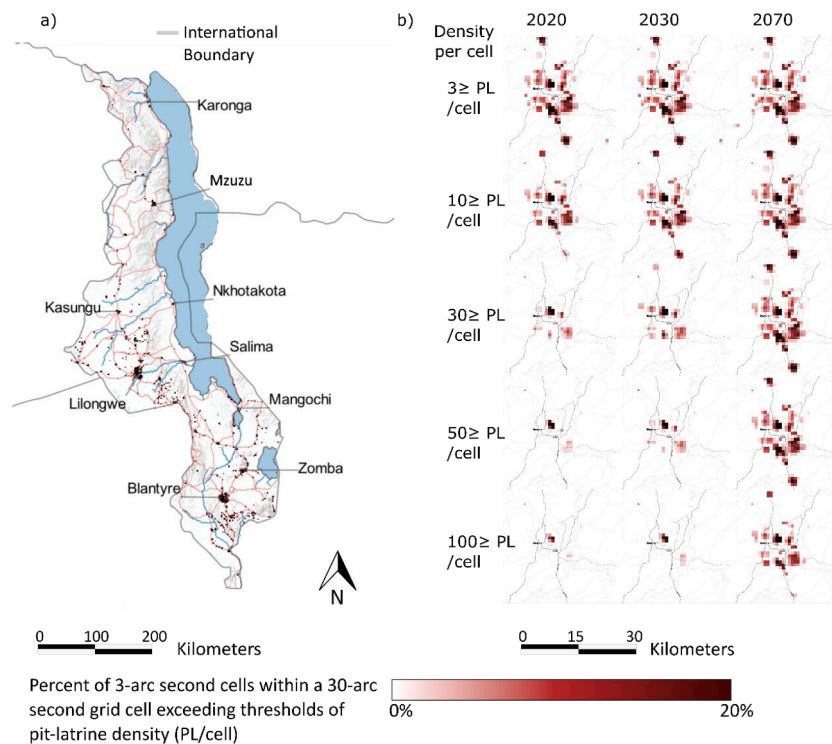 a)
International
Boundary
Karonga
Mzuzu
Nkhotakota
Kasungu
Salima
Lilongwe
Mangochi
Zomba
Blantyre
N
0 100 200
Kilometers
b)
2020 2030 2070
Density
per cell
3≥ PL
/cell
10≥ PL
/cell
30≥ PL
/cell
50≥ PL
/cell
100≥ PL
/cell
0 15 30
Kilometers
Percent of 3-arc second cells within a 30-arc
second grid cell exceeding thresholds of
pit-latrine density (PL/cell)
0% 20%